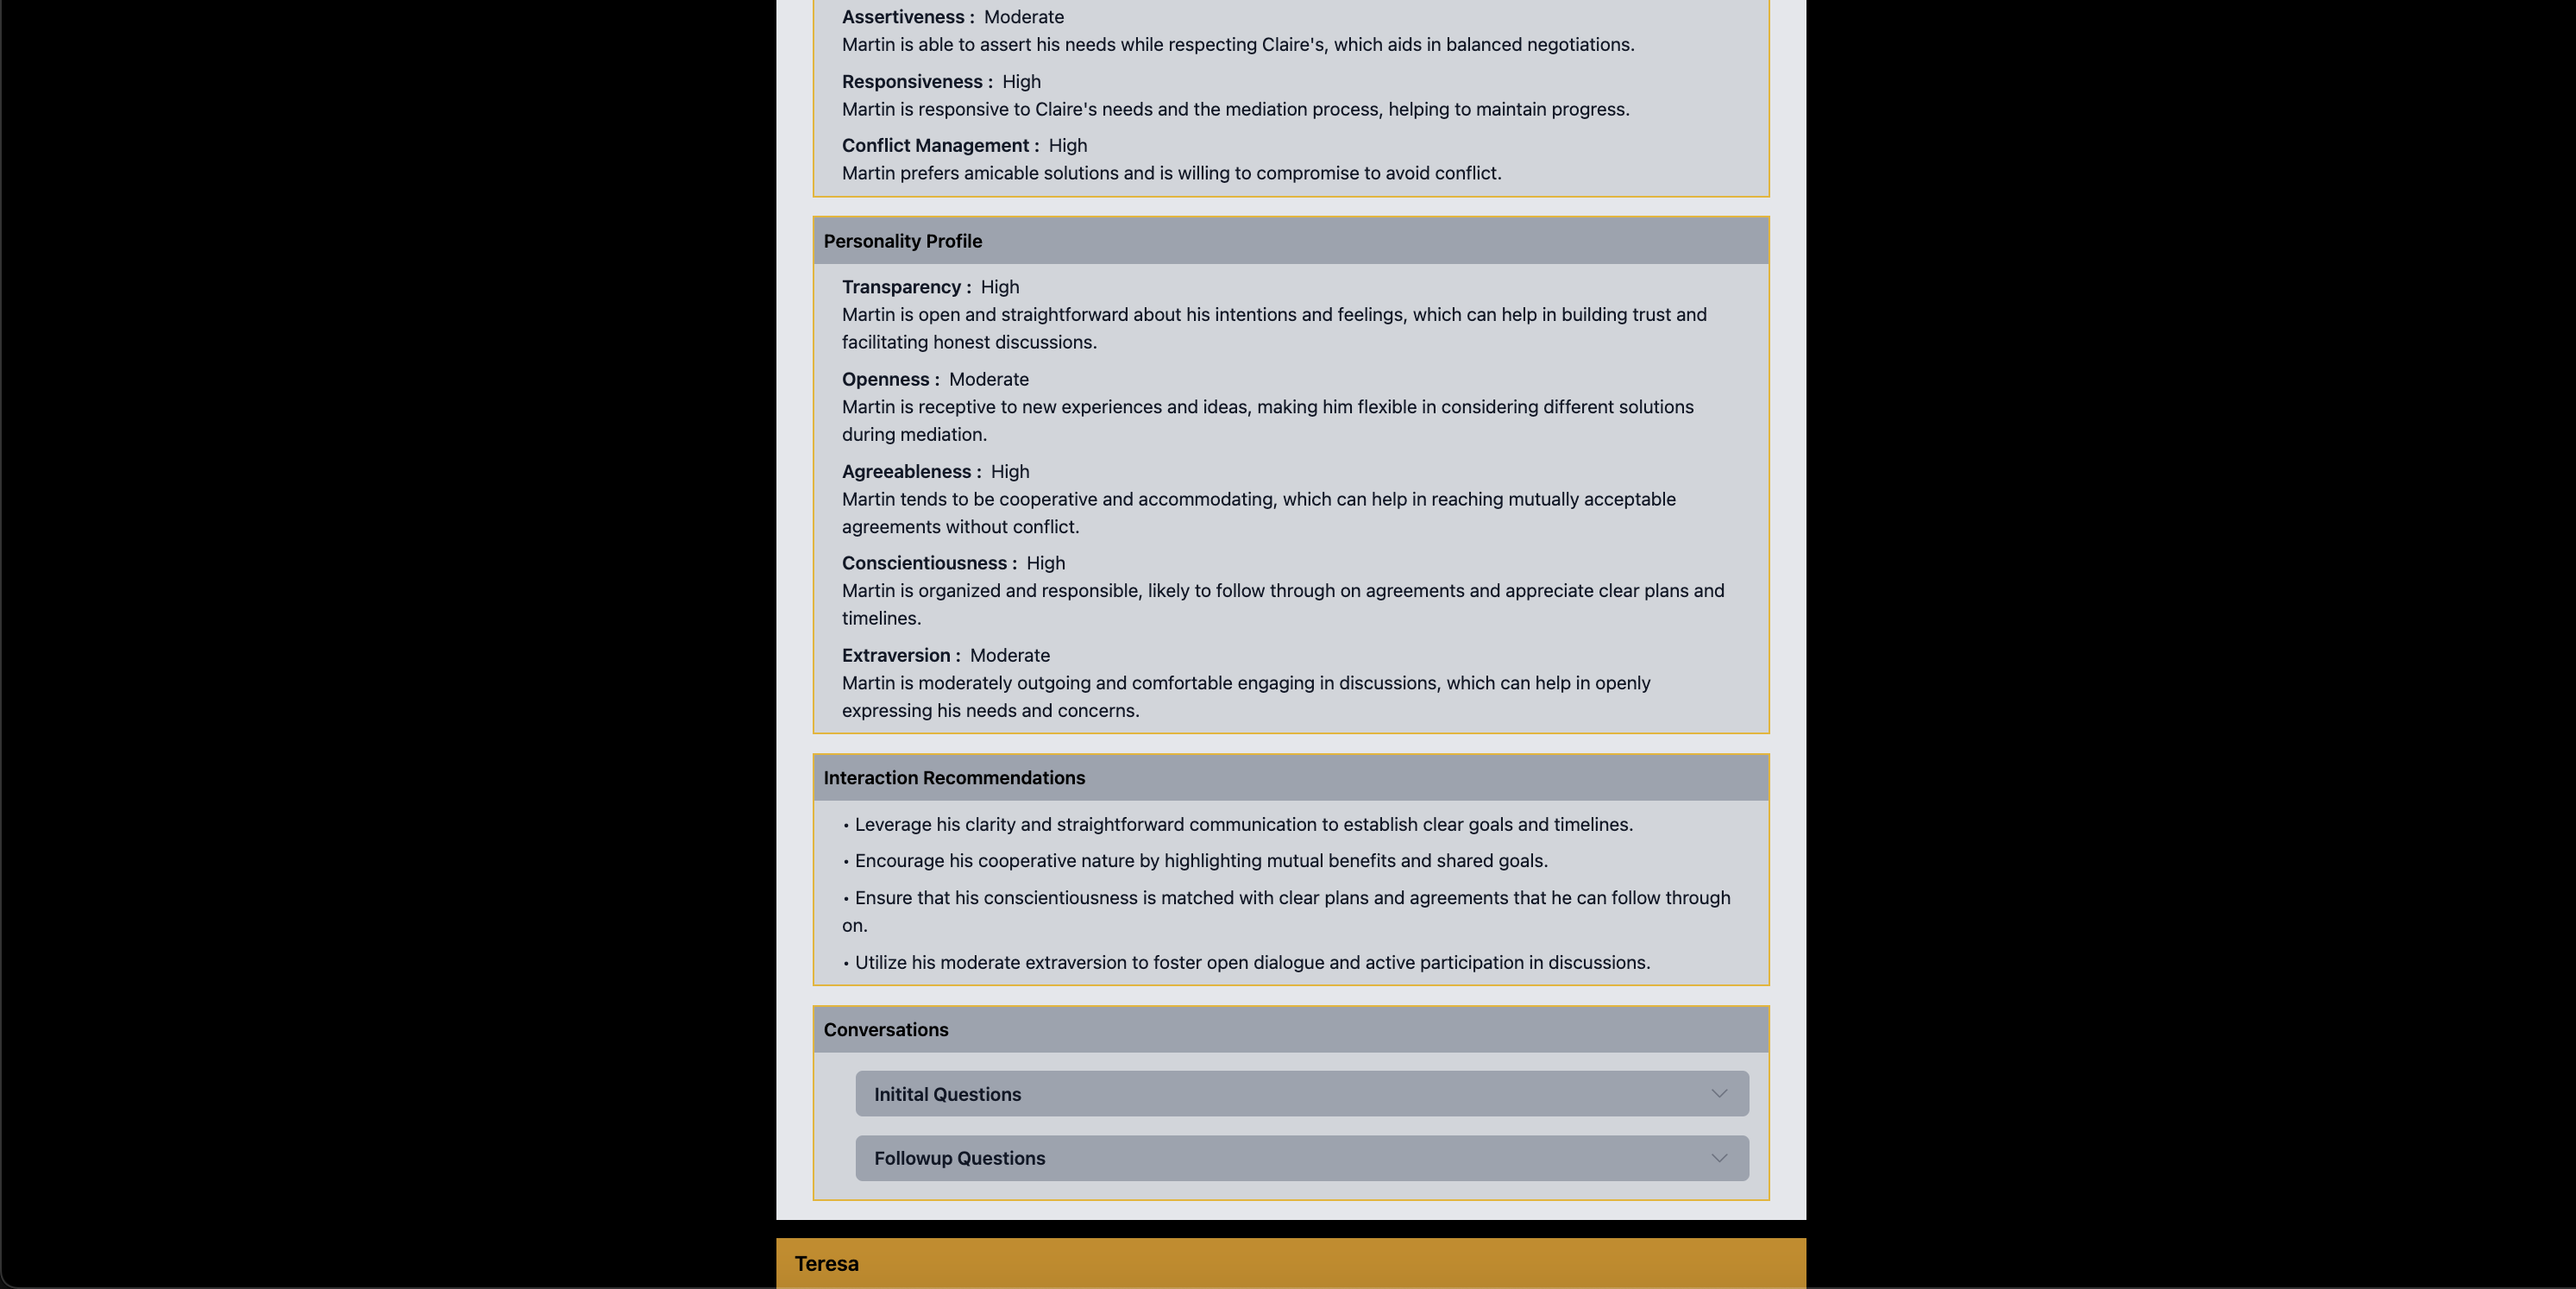 Assertiveness : Moderate
Martin is able to assert his needs while respecting Claire's, which aids in balanced negotiations.
Responsiveness : High
Martin is responsive to Claire's needs and the mediation process, helping to maintain progress.
Conflict Management : High
Martin prefers amicable solutions and is willing to compromise to avoid conflict.
Personality Profile
Transparency : High
Martin is open and straightforward about his intentions and feelings, which can help in building trust and
facilitating honest discussions.
Openness : Moderate
Martin is receptive to new experiences and ideas, making him flexible in considering different solutions
during mediation.
Agreeableness : High
Martin tends to be cooperative and accommodating, which can help in reaching mutually acceptable
agreements without conflict.
Conscientiousness : High
Martin is organized and responsible, likely to follow through on agreements and appreciate clear plans and
timelines.
Extraversion : Moderate
Martin is moderately outgoing and comfortable engaging in discussions, which can help in openly
expressing his needs and concerns.
Interaction Recommendations
• Leverage his clarity and straightforward communication to establish clear goals and timelines.
• Encourage his cooperative nature by highlighting mutual benefits and shared goals.
• Ensure that his conscientiousness is matched with clear plans and agreements that he can follow through
on.
• Utilize his moderate extraversion to foster open dialogue and active participation in discussions.
Conversations
Initital Questions
Followup Questions
Teresa